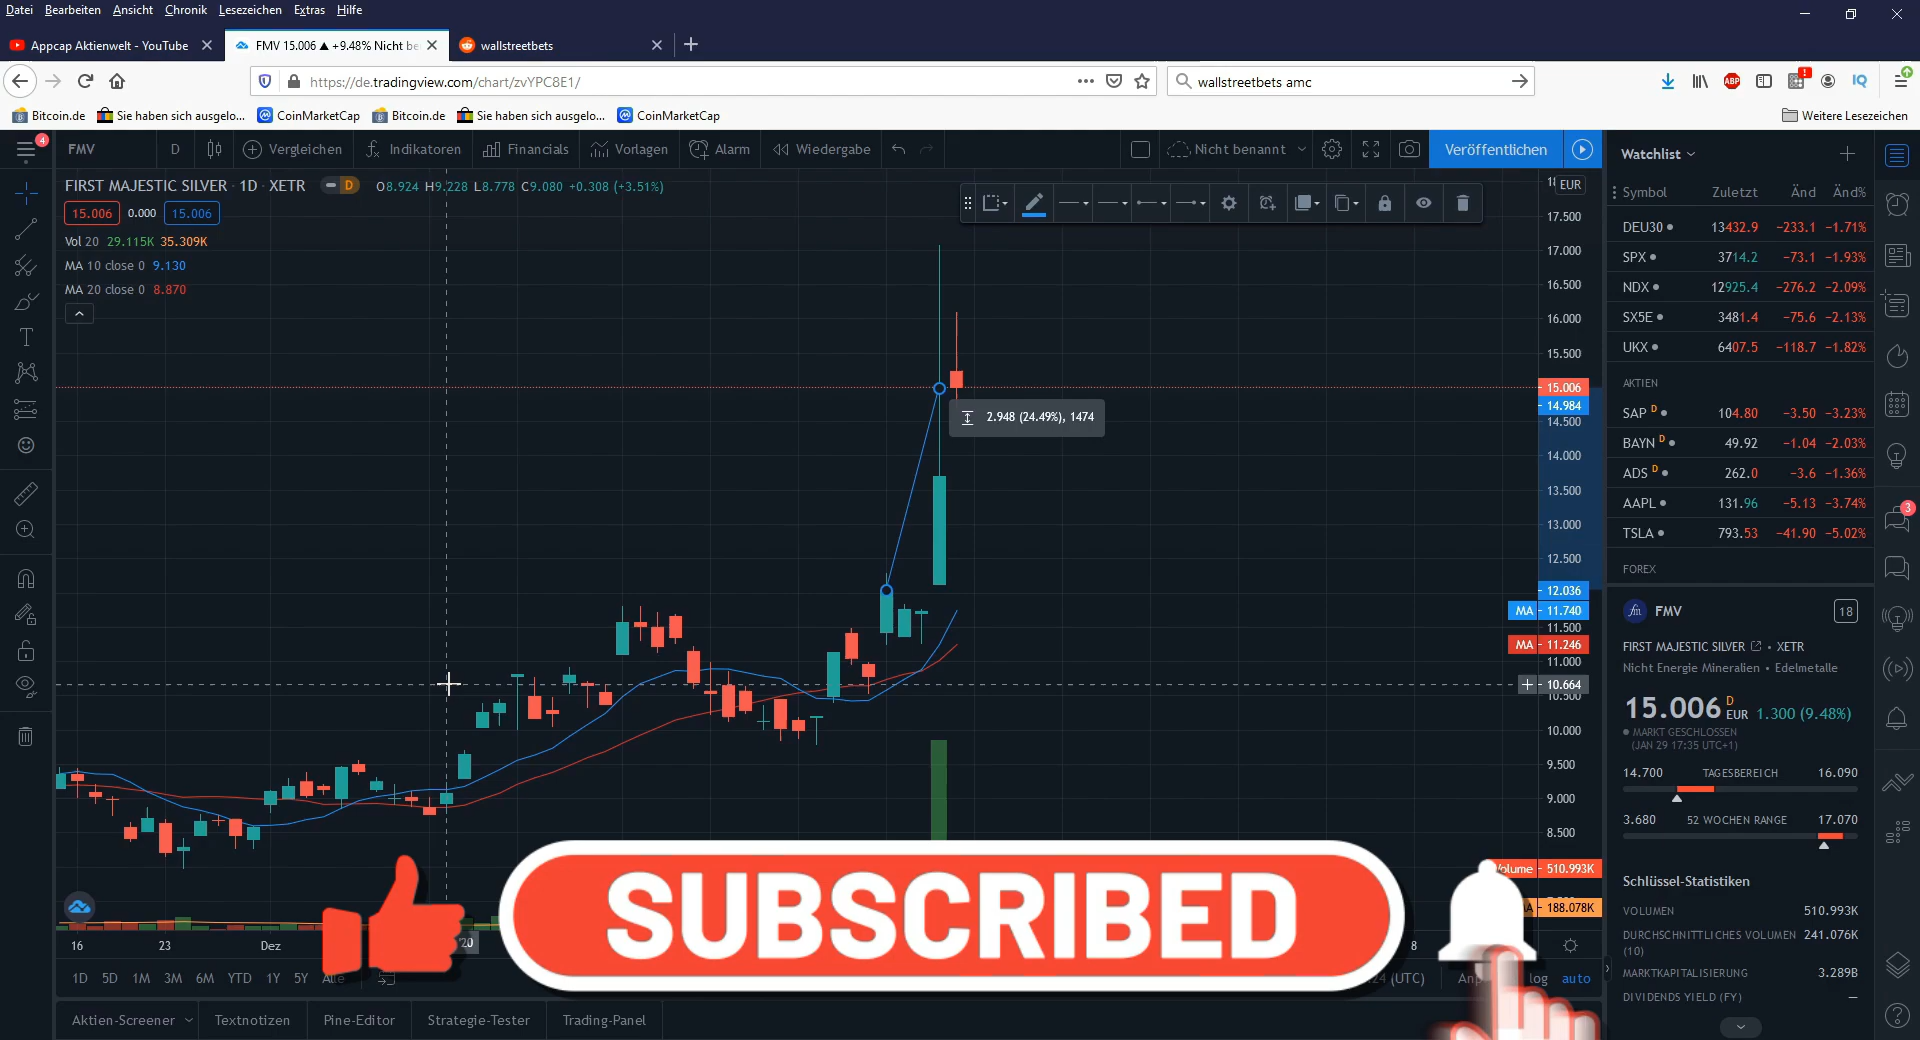 Datei Bearbeiten Ansicht Chronik Lesezeichen Extras Hilfe
Appcap Aktienwelt - YouTube FMV 15.006 ▲ +9.48% Nicht be wallstreetbets
https://de.tradingview.com/chart/zvYPC8E1/ wallstreetbets amc
ABP 1 IQ
Bitcoin.de Sie haben sich ausgelo... CoinMarketCap Bitcoin.de Sie haben sich ausgelo... CoinMarketCap Weitere Lesezeichen
4 FMV D Vergleichen Indikatoren Financials Vorlagen Alarm Wiedergabe Nicht benannt Veröffentlichen
FIRST MAJESTIC SILVER · 1D · XETR D O8.924 H9.228 L8.778 C9.080 +0.308 (+3.51%)
15.006 0.000 15.006
Vol 20 29.115K 35.309K
MA 10 close 0 9.130
MA 20 close 0 8.870
EUR
17.500
17.000
16.500
16.000
15.500
15.006
14.984
14.500
14.000
13.500
13.000
12.500
12.036
MA 11.740
11.500
MA 11.246
11.000
10.664
10.500
10.000
9.500
9.000
8.500
Volume 510.993K
188.078K
2.948 (24.49%), 1474
16 23 Dez 20 8
1D 5D 1M 3M 6M YTD 1Y 5Y Alle (UTC) log auto
Aktien-Screener Textnotizen Pine-Editor Strategie-Tester Trading-Panel
SUBSCRIBED
Watchlist
Symbol Zuletzt Änd Änd%
DEU30 13432.9 −233.1 −1.71%
SPX 3714.2 −73.1 −1.93%
NDX 12925.4 −276.2 −2.09%
SX5E 3481.4 −75.6 −2.13%
UKX 6407.5 −118.7 −1.82%
AKTIEN
SAP D 104.80 −3.50 −3.23%
BAYN D 49.92 −1.04 −2.03%
ADS D 262.0 −3.6 −1.36%
AAPL 131.96 −5.13 −3.74%
TSLA 793.53 −41.90 −5.02%
FOREX
3
fm FMV 18
FIRST MAJESTIC SILVER • XETR
Nicht Energie Mineralien • Edelmetalle
15.006 D EUR 1.300 (9.48%)
MARKT GESCHLOSSEN
(JAN 29 17:35 UTC+1)
14.700 TAGESBEREICH 16.090
3.680 52 WOCHEN RANGE 17.070
Schlüssel-Statistiken
VOLUMEN 510.993K
DURCHSCHNITTLICHES VOLUMEN 241.076K
(10)
MARKTKAPITALISIERUNG 3.289B
DIVIDENDS YIELD (FY) —